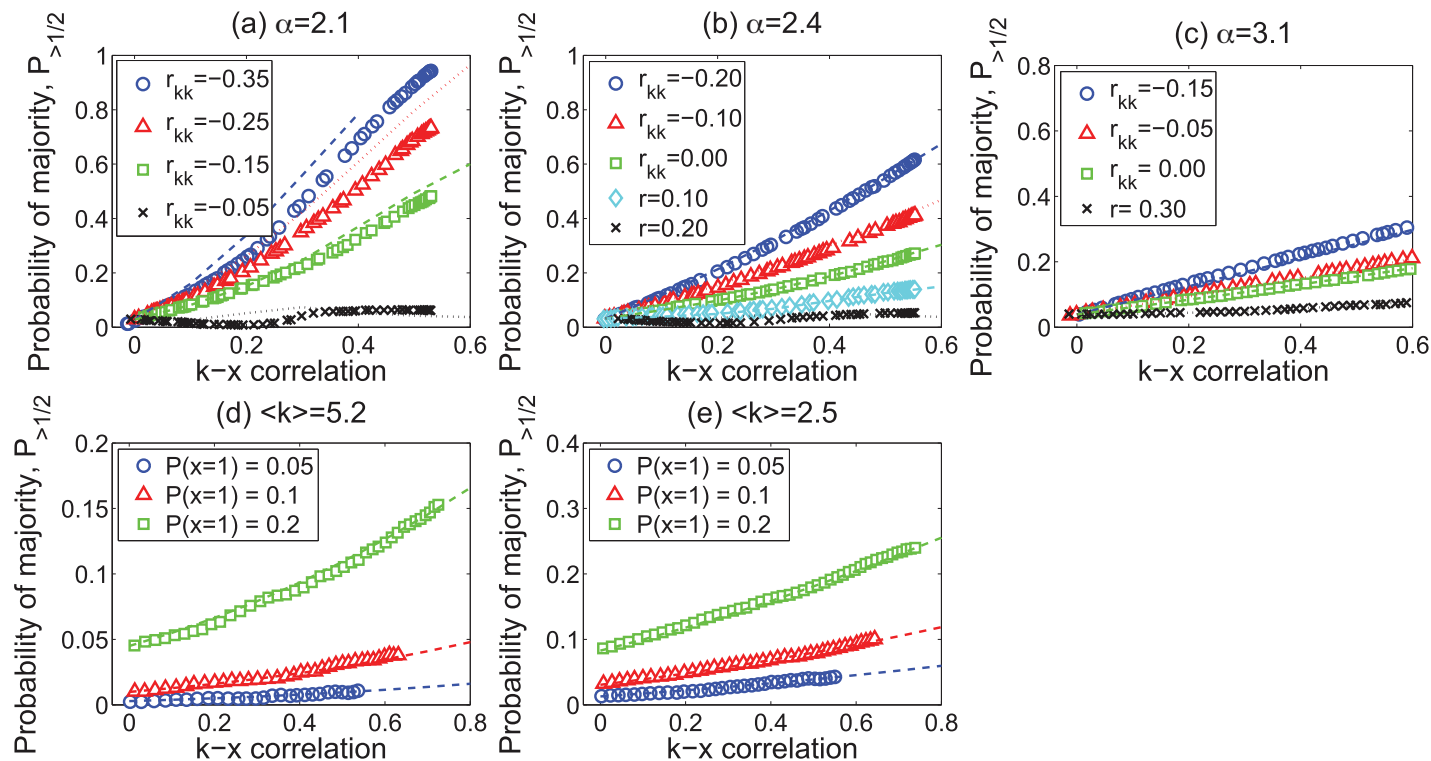 (a) α=2.1
Probability of majority, P>1/2
1
0.8
0.6
0.4
0.2
0
rkk=−0.35
rkk=−0.25
rkk=−0.15
rkk=−0.05
0 0.2 0.4 0.6
k−x correlation
(b) α=2.4
Probability of majority, P>1/2
1
0.8
0.6
0.4
0.2
0
rkk=−0.20
rkk=−0.10
rkk=0.00
r=0.10
r=0.20
0 0.2 0.4 0.6
k−x correlation
(c) α=3.1
Probability of majority, P>1/2
0.8
0.6
0.4
0.2
0
rkk=−0.15
rkk=−0.05
rkk= 0.00
r= 0.30
0 0.2 0.4 0.6
k−x correlation
(d) <k>=5.2
Probability of majority, P>1/2
0.2
0.15
0.1
0.05
0
P(x=1) = 0.05
P(x=1) = 0.1
P(x=1) = 0.2
0 0.2 0.4 0.6 0.8
k−x correlation
(e) <k>=2.5
Probability of majority, P>1/2
0.4
0.3
0.2
0.1
0
P(x=1) = 0.05
P(x=1) = 0.1
P(x=1) = 0.2
0 0.2 0.4 0.6 0.8
k−x correlation